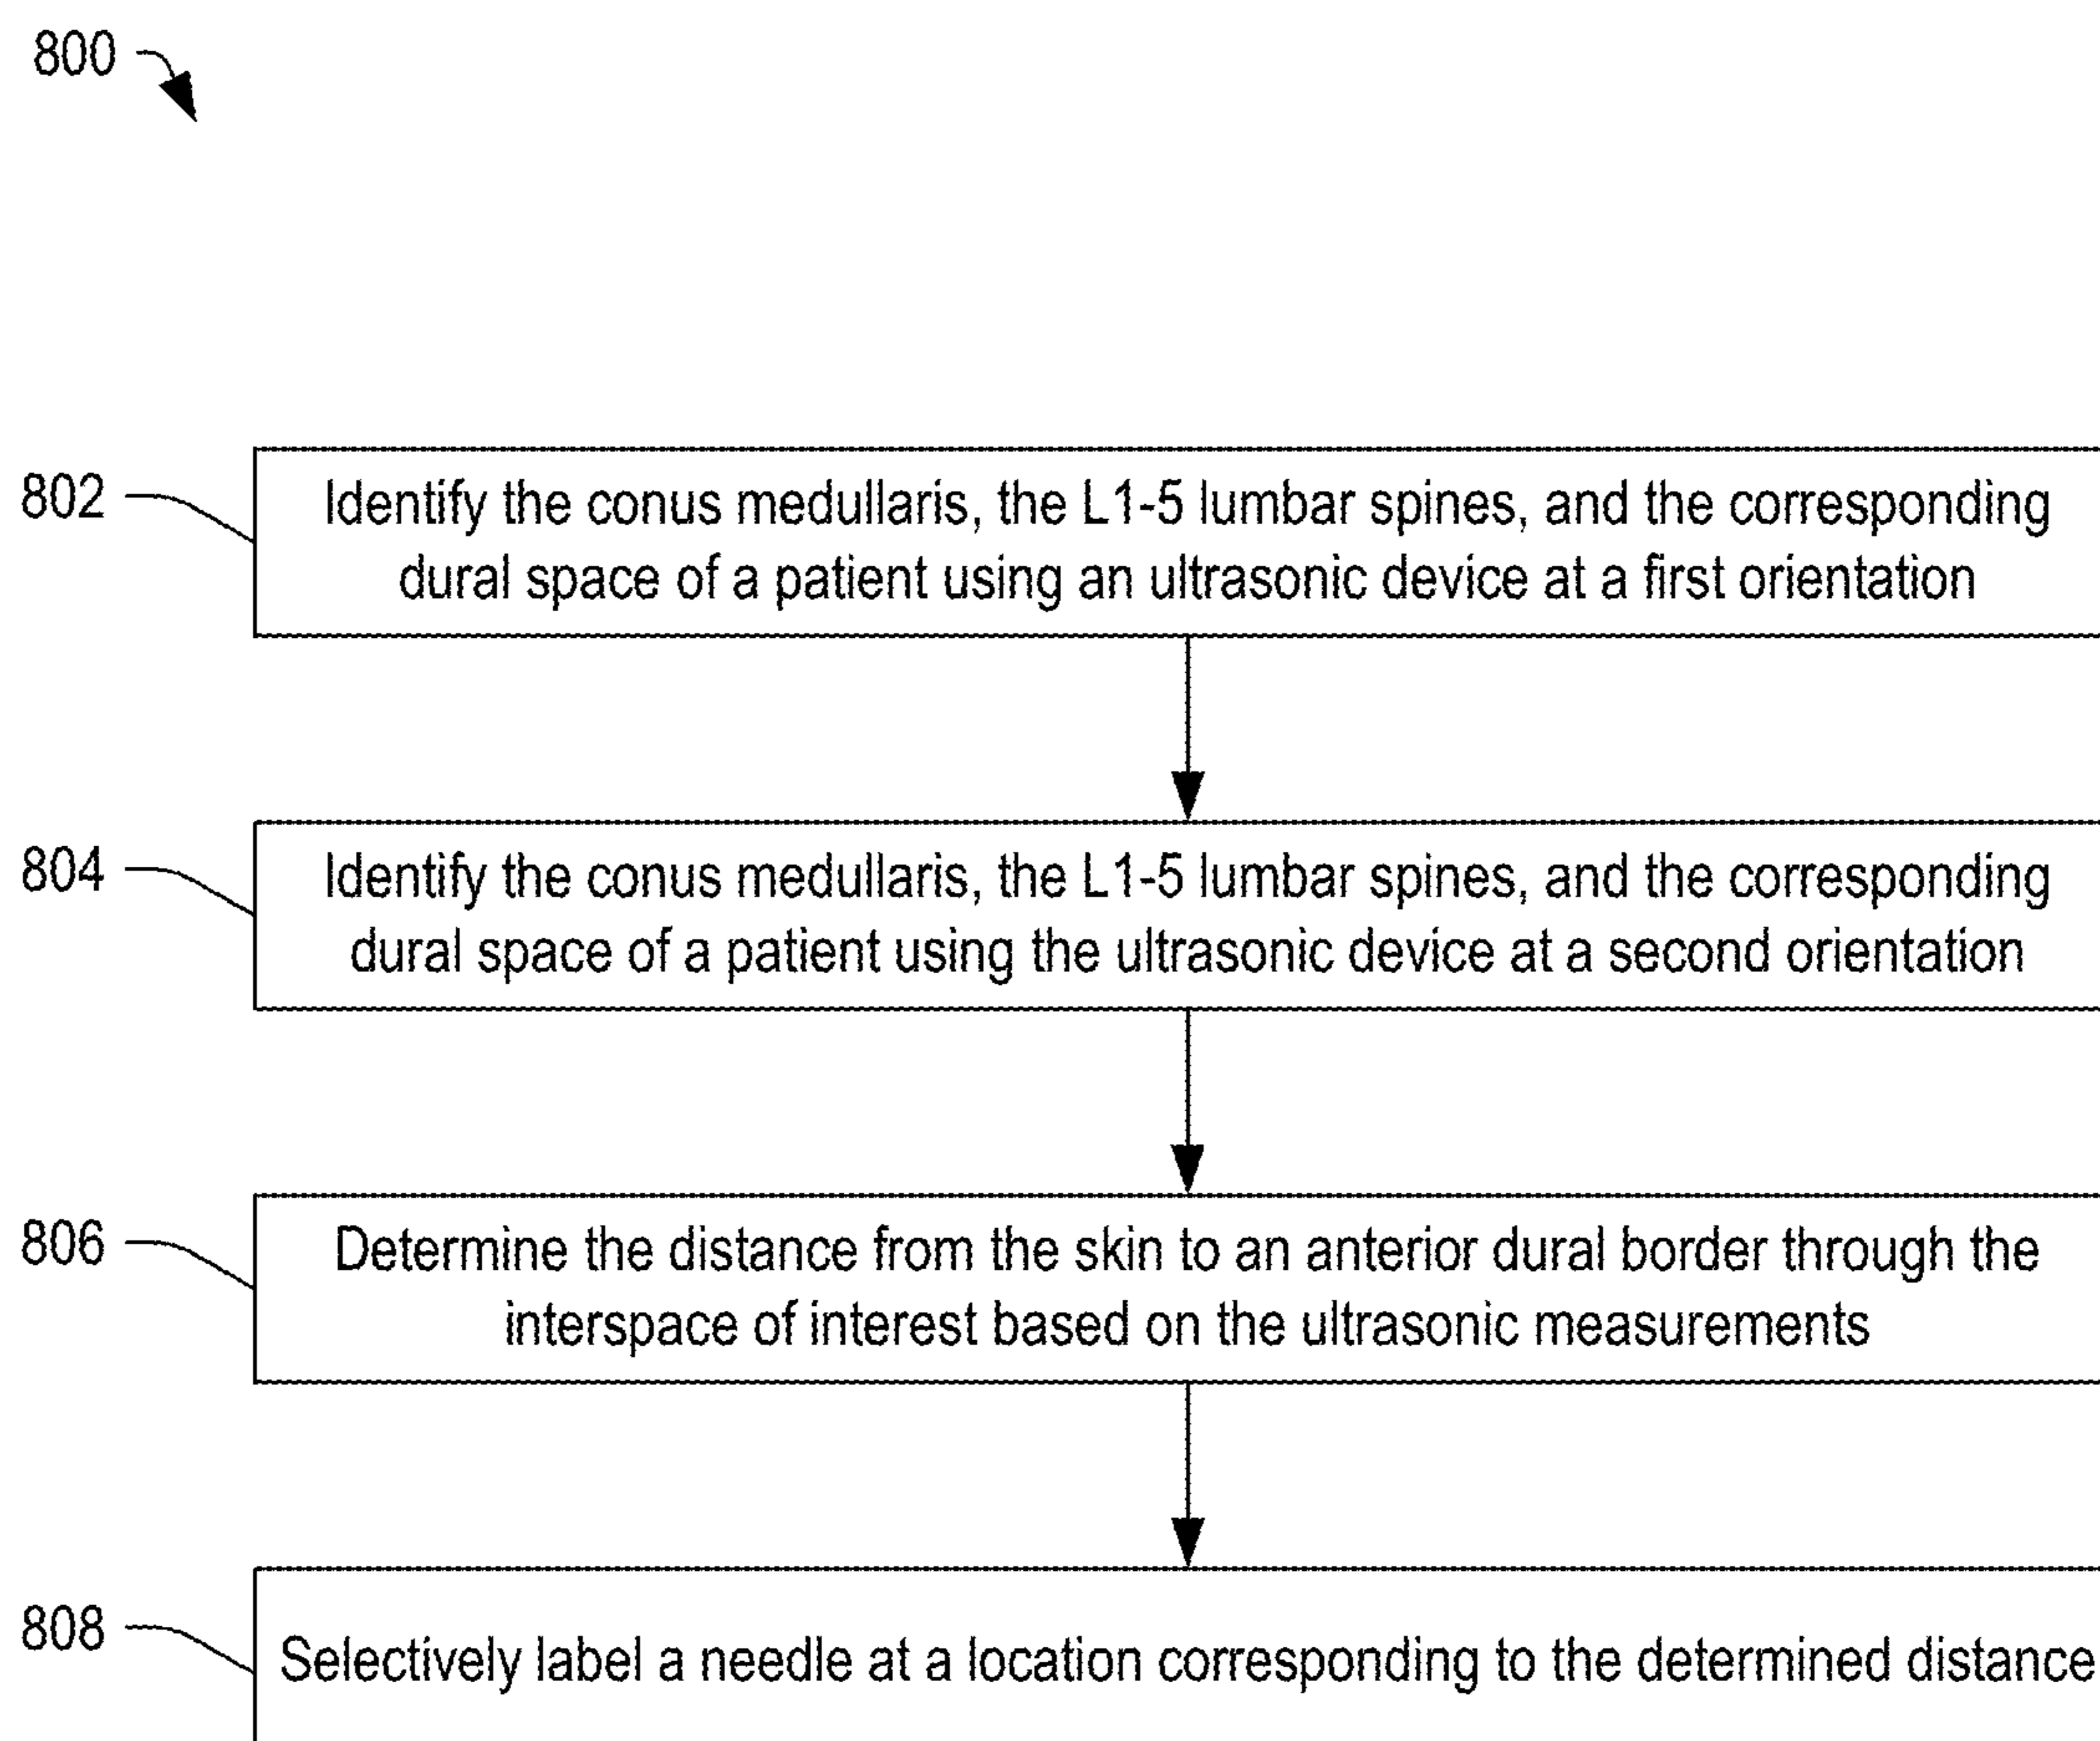 800
802
Identify the conus medullaris, the L1-5 lumbar spines, and the corresponding
dural space of a patient using an ultrasonic device at a first orientation
804
Identify the conus medullaris, the L1-5 lumbar spines, and the corresponding
dural space of a patient using the ultrasonic device at a second orientation
806
Determine the distance from the skin to an anterior dural border through the
interspace of interest based on the ultrasonic measurements
808
Selectively label a needle at a location corresponding to the determined distance